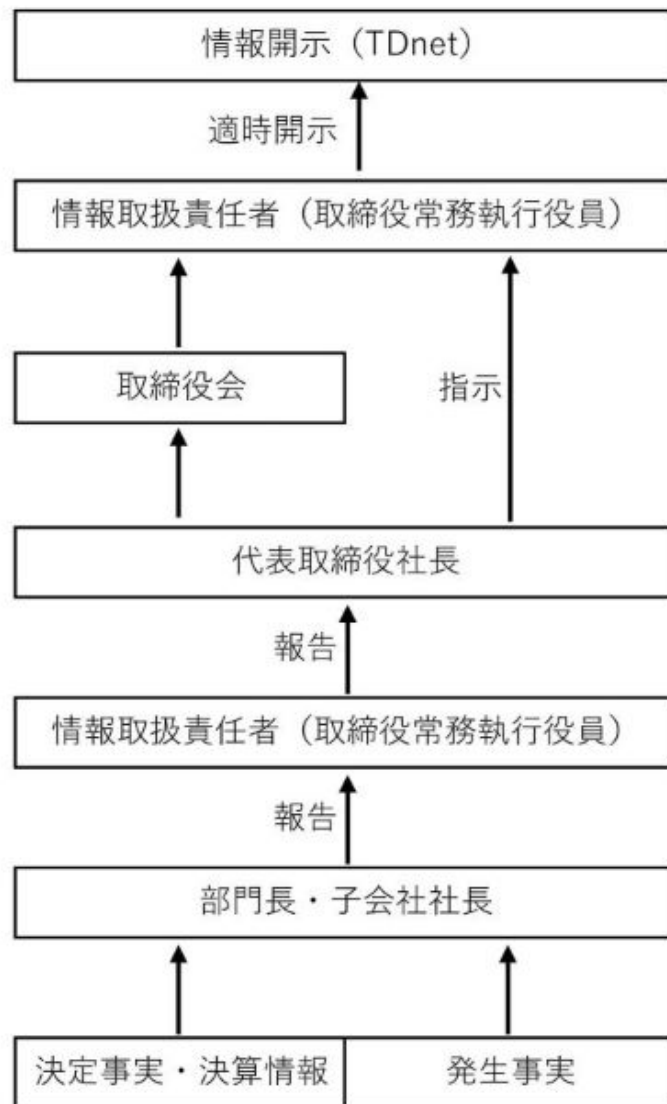 情報開示（TDnet）
適時開示
情報取扱責任者（取締役常務執行役員）
取締役会
指示
代表取締役社長
報告
情報取扱責任者（取締役常務執行役員）
報告
部門長・子会社社長
決定事実・決算情報
発生事実